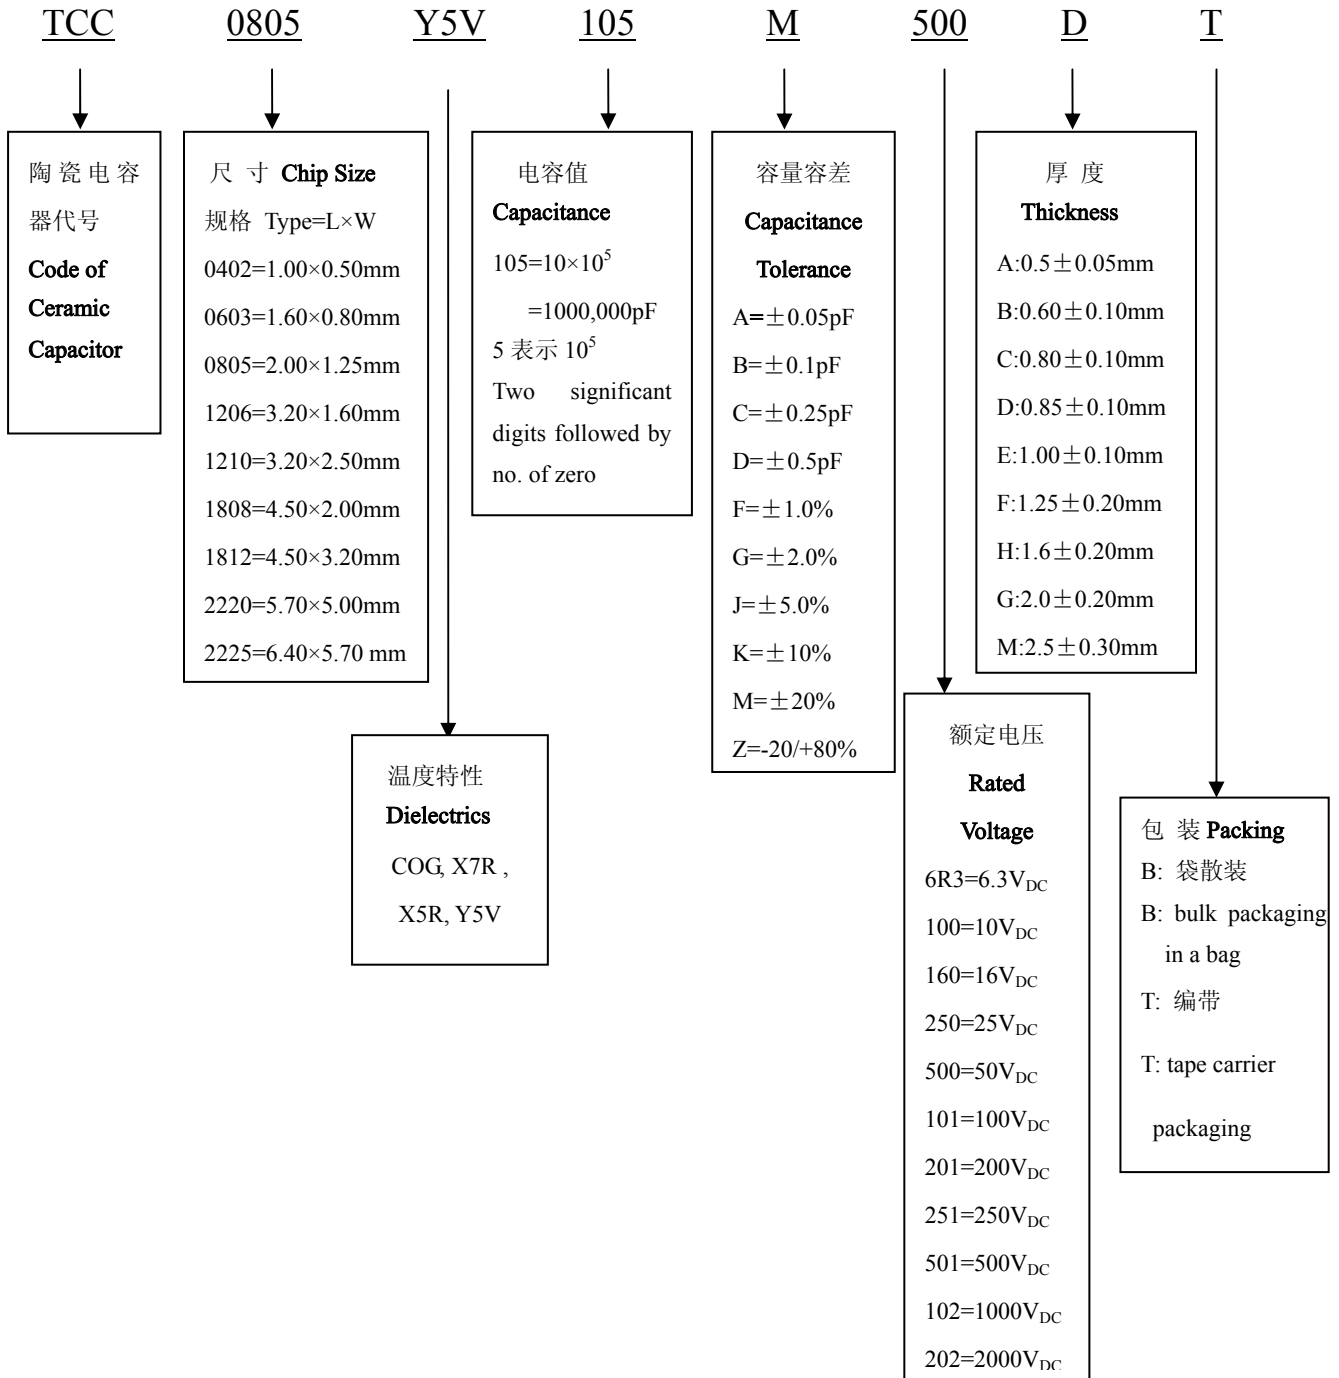 TCC 0805 Y5V 105 M 500 D T
陶瓷电容
器代号
Code of
Ceramic
Capacitor
尺 寸 Chip Size
规格 Type=L×W
0402=1.00×0.50mm
0603=1.60×0.80mm
0805=2.00×1.25mm
1206=3.20×1.60mm
1210=3.20×2.50mm
1808=4.50×2.00mm
1812=4.50×3.20mm
2220=5.70×5.00mm
2225=6.40×5.70 mm
温度特性
Dielectrics
COG, X7R ,
X5R, Y5V
电容值
Capacitance
105=10×10⁵
=1000,000pF
5 表示 10⁵
Two significant
digits followed by
no. of zero
容量容差
Capacitance
Tolerance
A=±0.05pF
B=±0.1pF
C=±0.25pF
D=±0.5pF
F=±1.0%
G=±2.0%
J=±5.0%
K=±10%
M=±20%
Z=-20/+80%
额定电压
Rated
Voltage
6R3=6.3V_DC
100=10V_DC
160=16V_DC
250=25V_DC
500=50V_DC
101=100V_DC
201=200V_DC
251=250V_DC
501=500V_DC
102=1000V_DC
202=2000V_DC
厚 度
Thickness
A:0.5±0.05mm
B:0.60±0.10mm
C:0.80±0.10mm
D:0.85±0.10mm
E:1.00±0.10mm
F:1.25±0.20mm
H:1.6±0.20mm
G:2.0±0.20mm
M:2.5±0.30mm
包 装 Packing
B: 袋散装
B: bulk packaging
in a bag
T: 编带
T: tape carrier
packaging